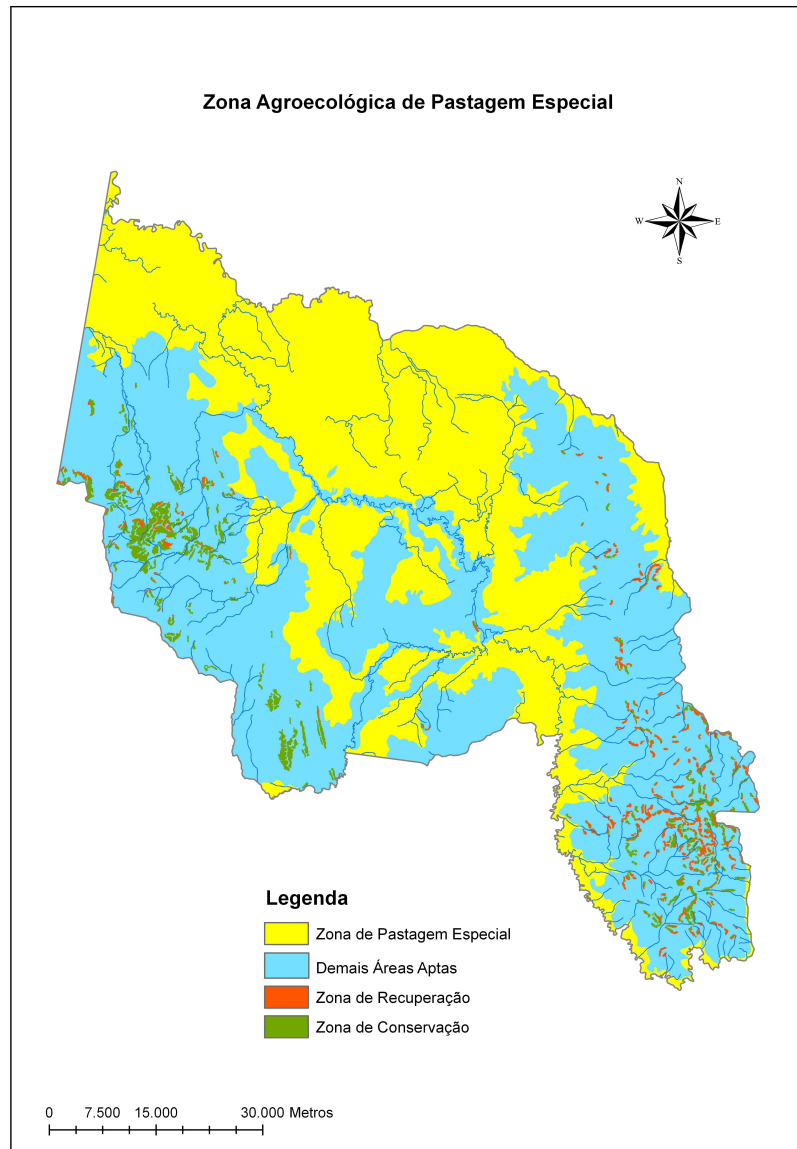 Zona Agroecológica de Pastagem Especial
N
W E
S
Legenda
Zona de Pastagem Especial
Demais Áreas Aptas
Zona de Recuperação
Zona de Conservação
0 7.500 15.000 30.000 Metros